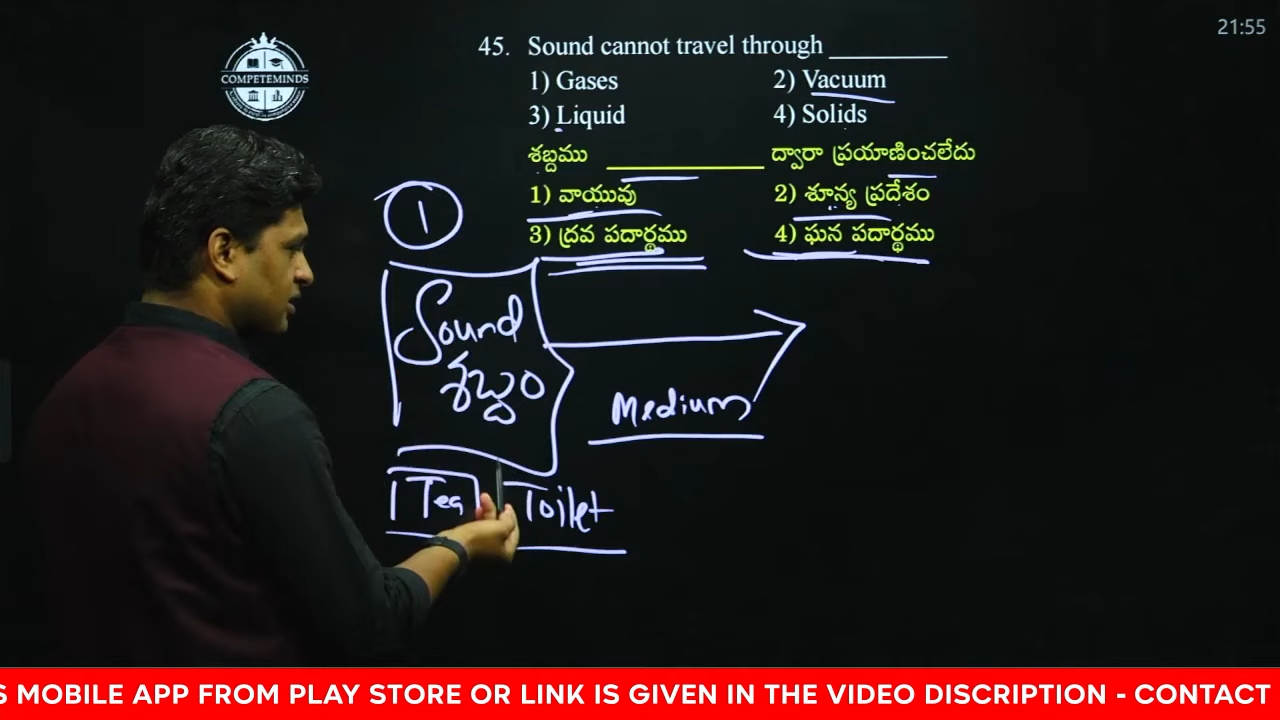 21:55
COMPETEMINDS
45. Sound cannot travel through __________
1) Gases 2) Vacuum
3) Liquid 4) Solids
శబ్దము __________ ద్వారా ప్రయాణించలేదు
1) వాయువు 2) శూన్య ప్రదేశం
3) ద్రవ పదార్థము 4) ఘన పదార్థము
1
Sound
శబ్దం
Medium
Tea Toilet
S MOBILE APP FROM PLAY STORE OR LINK IS GIVEN IN THE VIDEO DISCRIPTION - CONTACT